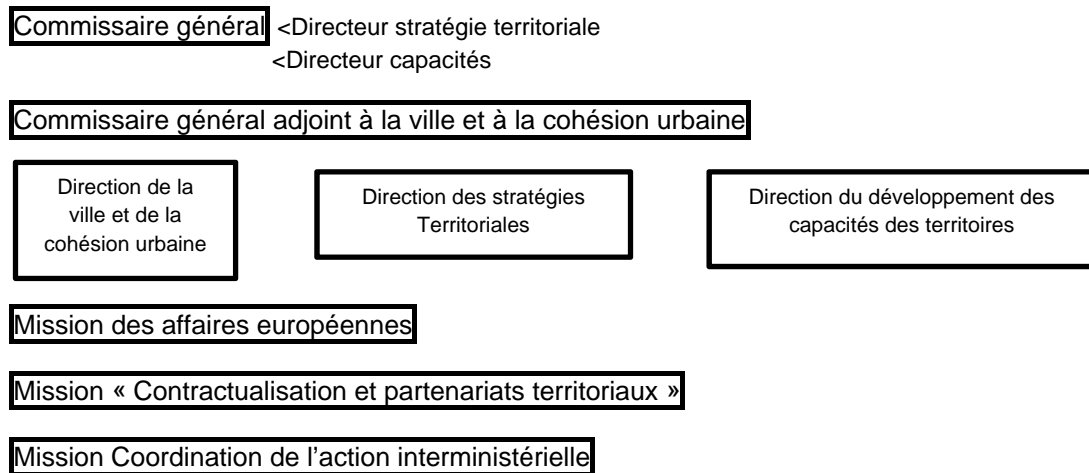 Commissaire général <Directeur stratégie territoriale
<Directeur capacités
Commissaire général adjoint à la ville et à la cohésion urbaine
Direction de la
ville et de la
cohésion urbaine
Direction des stratégies
Territoriales
Direction du développement des
capacités des territoires
Mission des affaires européennes
Mission « Contractualisation et partenariats territoriaux »
Mission Coordination de l'action interministérielle